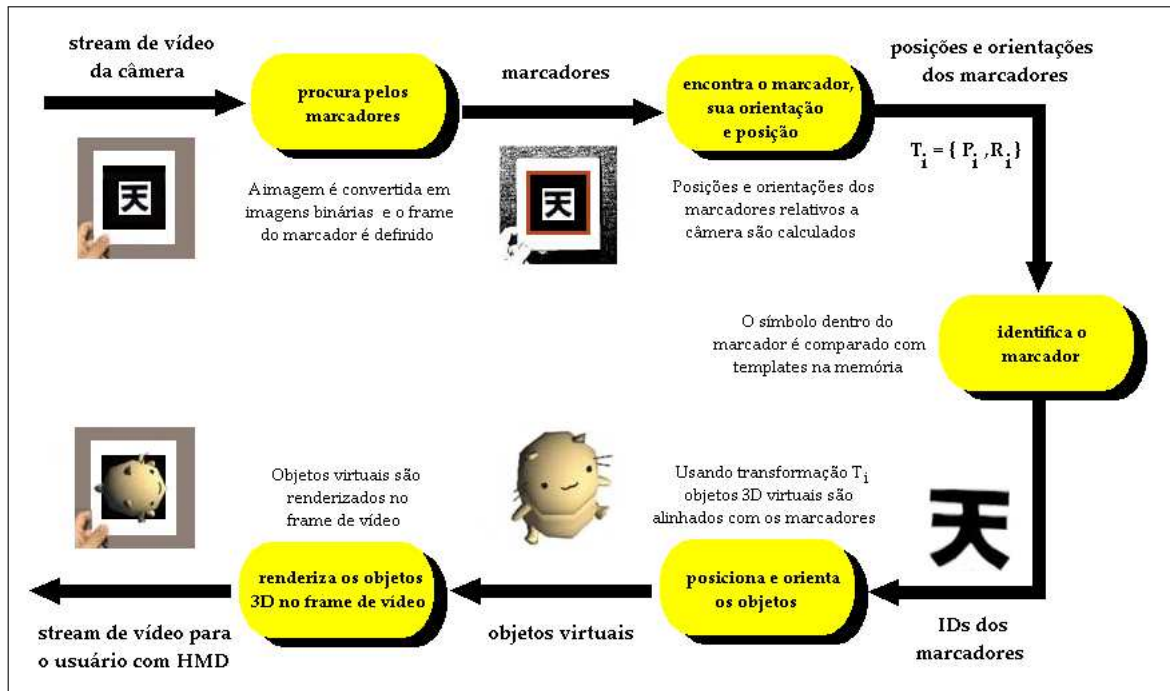 stream de vídeo
da câmera
procura pelos
marcadores
A imagem é convertida em
imagens binárias e o frame
do marcador é definido
marcadores
encontra o marcador,
sua orientação
e posição
Posições e orientações dos
marcadores relativos a
câmera são calculados
posições e orientações
dos marcadores
Ti = { Pi , Ri }
天
天
identifica o
marcador
O símbolo dentro do
marcador é comparado com
templates na memória
天
IDs dos
marcadores
Usando transformação Ti
objetos 3D virtuais são
alinhados com os marcadores
posiciona e orienta
os objetos
objetos virtuais
Objetos virtuais são
renderizados no
frame de vídeo
renderiza os objetos
3D no frame de vídeo
stream de vídeo para
o usuário com HMD